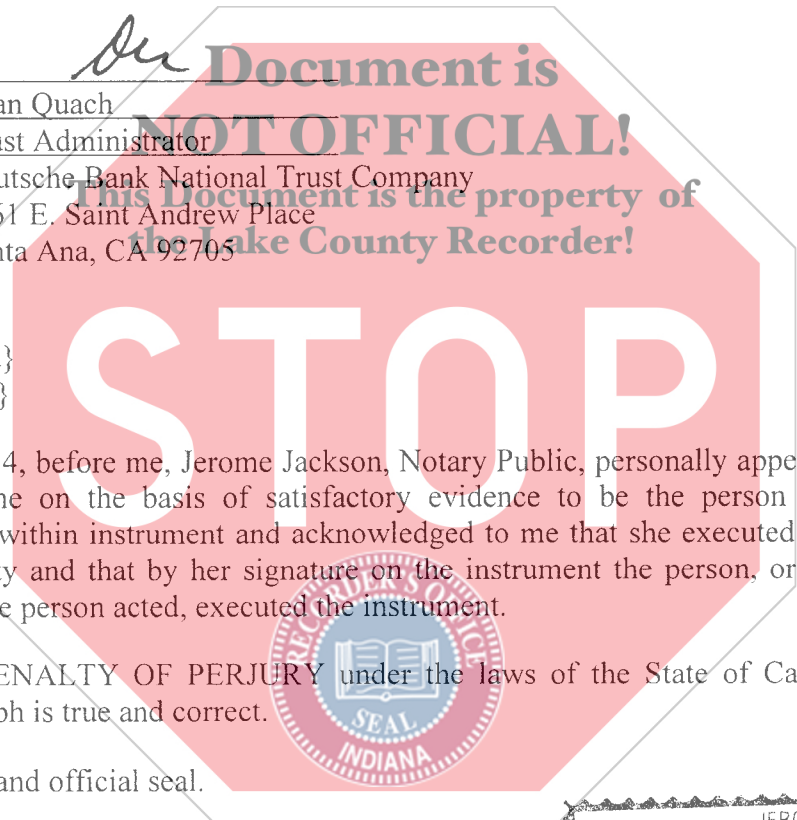 Document is
an Quach
NOT OFFICIAL!
ust Administrator
utsche Bank National Trust Company
This Document is the property of
61 E. Saint Andrew Place
the Lake County Recorder!
nta Ana, CA 92705
STOP
}
}
4, before me, Jerome Jackson, Notary Public, personally appe
ne on the basis of satisfactory evidence to be the person
within instrument and acknowledged to me that she executed
y and that by her signature on the instrument the person, or
e person acted, executed the instrument.
RECORDER'S OFFICE
ENALTY OF PERJURY under the laws of the State of Ca
ph is true and correct.
SEAL
INDIANA
and official seal.